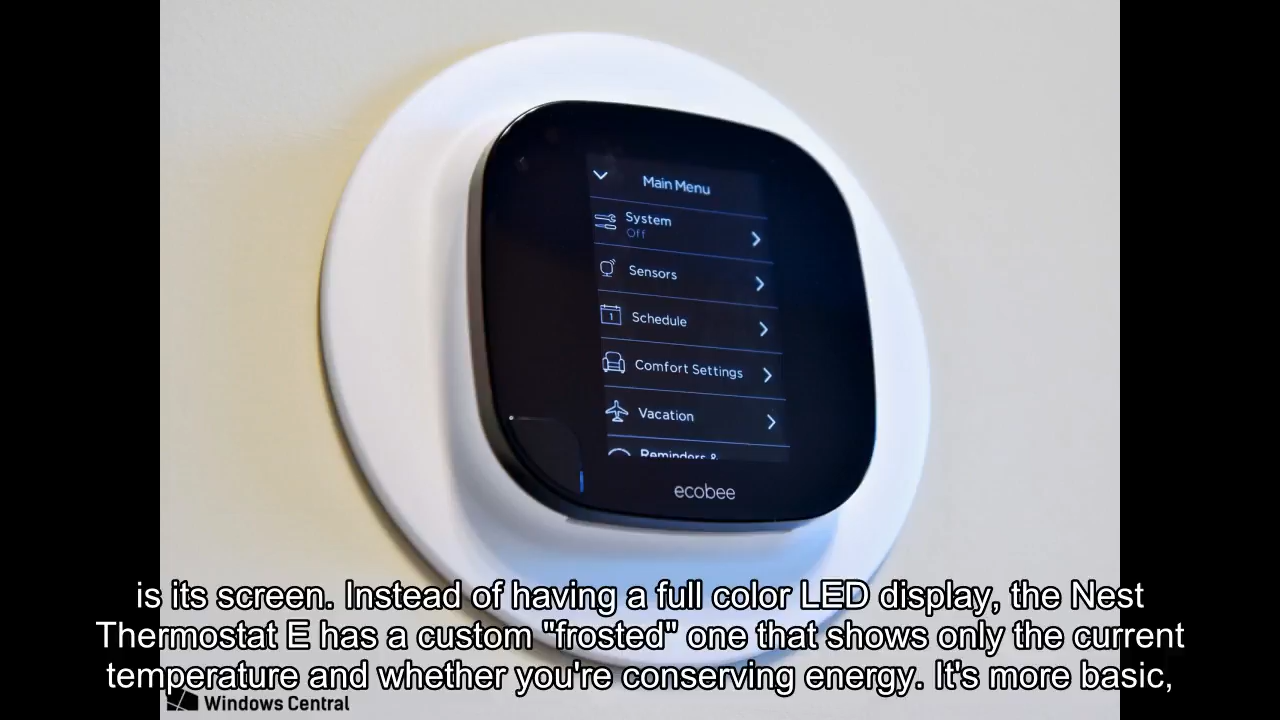 Main Menu
System
Off
Sensors
1
Schedule
Comfort Settings
Vacation
Reminders &
ecobee
is its screen. Instead of having a full color LED display, the Nest
Thermostat E has a custom "frosted" one that shows only the current
temperature and whether you're conserving energy. It's more basic,
Windows Central